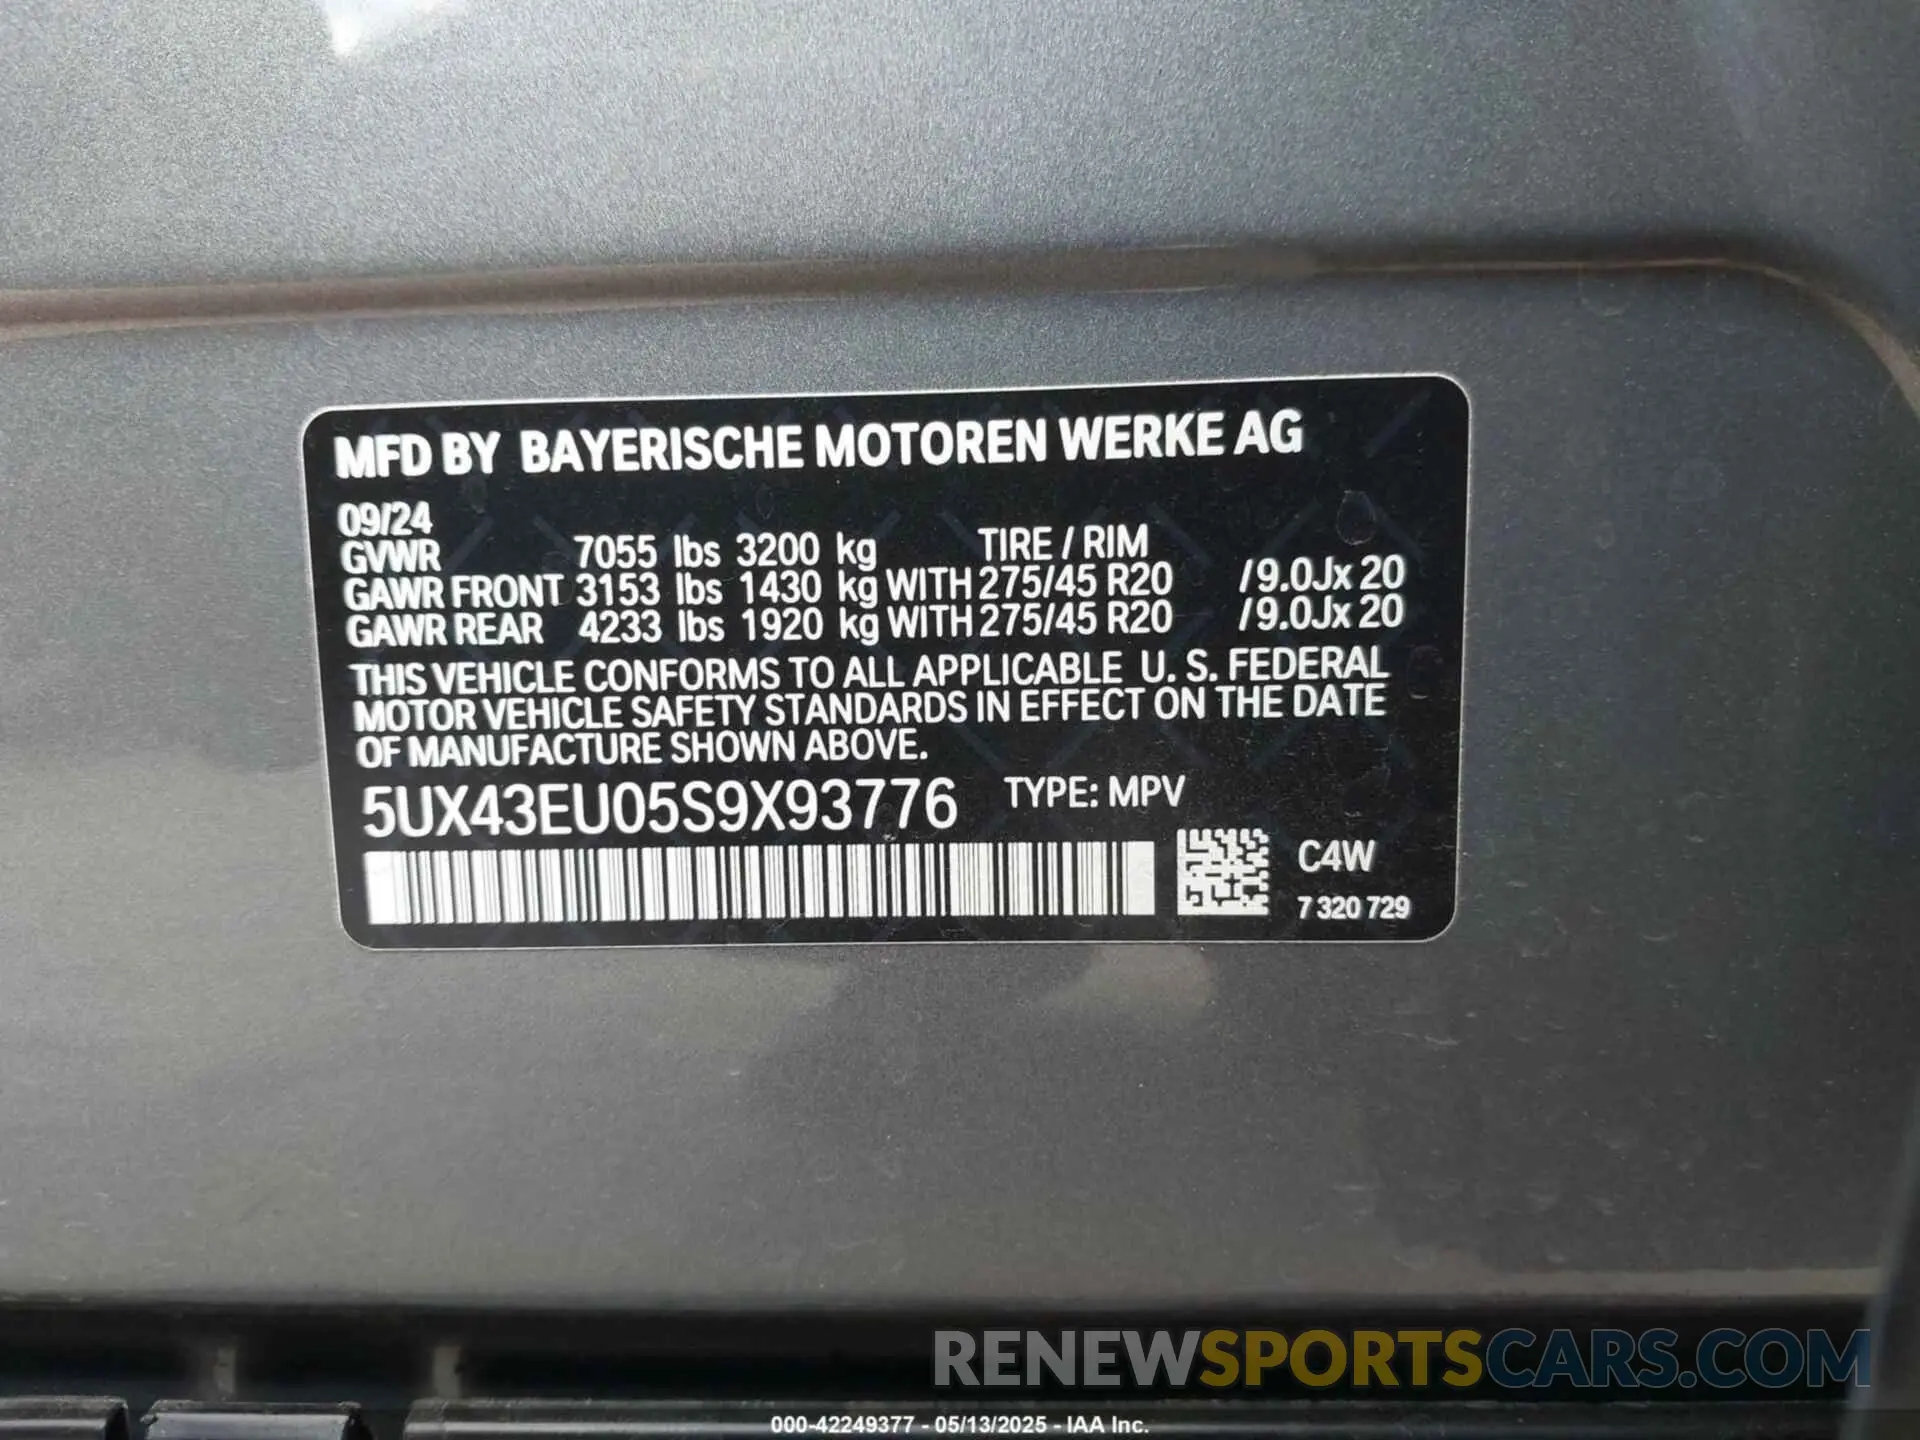 MFD BY BAYERISCHE MOTOREN WERKE AG
09/24
GVWR 7055 lbs 3200 kg TIRE / RIM
GAWR FRONT 3153 lbs 1430 kg WITH 275/45 R20 /9.0Jx 20
GAWR REAR 4233 lbs 1920 kg WITH 275/45 R20 /9.0Jx 20
THIS VEHICLE CONFORMS TO ALL APPLICABLE U. S. FEDERAL
MOTOR VEHICLE SAFETY STANDARDS IN EFFECT ON THE DATE
OF MANUFACTURE SHOWN ABOVE.
5UX43EU05S9X93776 TYPE: MPV
C4W
7 320 729
RENEWSPORTSCARS.COM
000-42249377 - 05/13/2025 - IAA Inc.